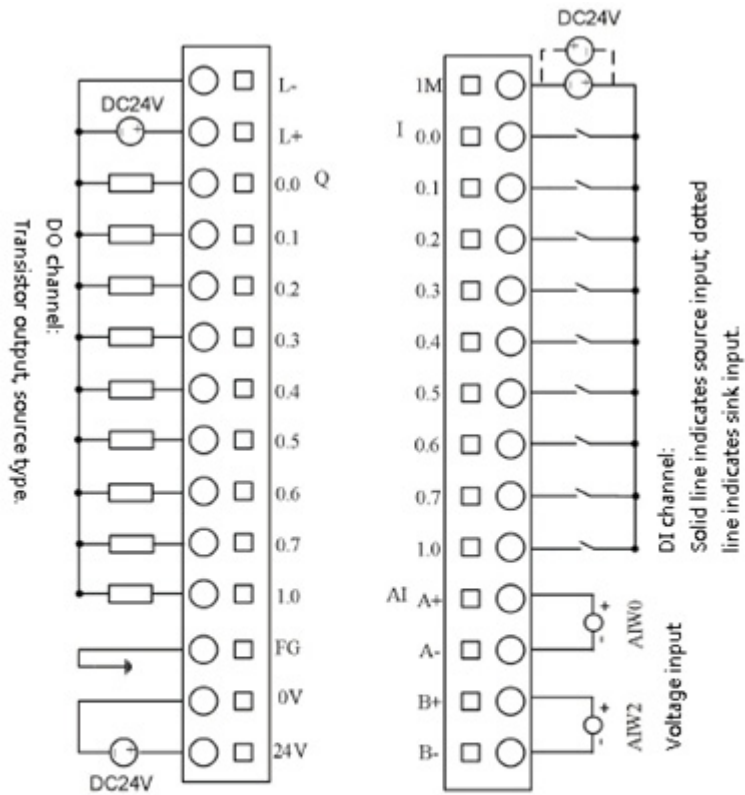 DC24V
L-
L+
0.0 Q
0.1
0.2
0.3
0.4
0.5
0.6
0.7
1.0
FG
0V
24V
DC24V
DO channel:
Transistor output, source type.
DC24V
1M
I 0.0
0.1
0.2
0.3
0.4
0.5
0.6
0.7
1.0
AI A+
A-
B+
B-
+
-
AIW0
+
-
AIW2
Voltage input
DI channel:
Solid line indicates source input; dotted
line indicates sink input.